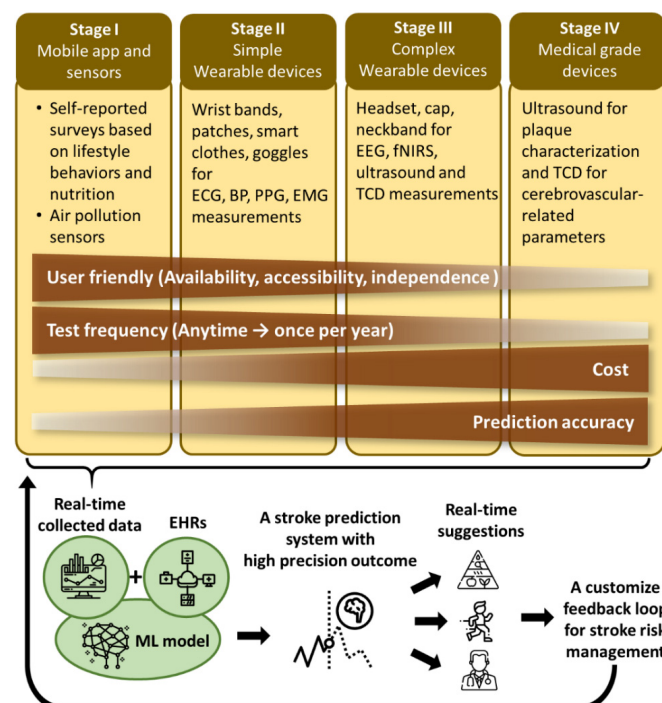 Stage I
Mobile app and
sensors
Stage II
Simple
Wearable devices
Stage III
Complex
Wearable devices
Stage IV
Medical grade
devices
• Self-reported
surveys based
on lifestyle
behaviors and
nutrition
• Air pollution
sensors
Wrist bands,
patches, smart
clothes, goggles
for
ECG, BP, PPG, EMG
measurements
Headset, cap,
neckband for
EEG, fNIRS,
ultrasound and
TCD measurements
Ultrasound for
plaque
characterization
and TCD for
cerebrovascular-
related
parameters
User friendly (Availability, accessibility, independence )
Test frequency (Anytime → once per year)
Cost
Prediction accuracy
Real-time
collected data
EHRs
+
ML model
A stroke prediction
system with
high precision outcome
Real-time
suggestions
A customize
feedback loop
for stroke risk
management